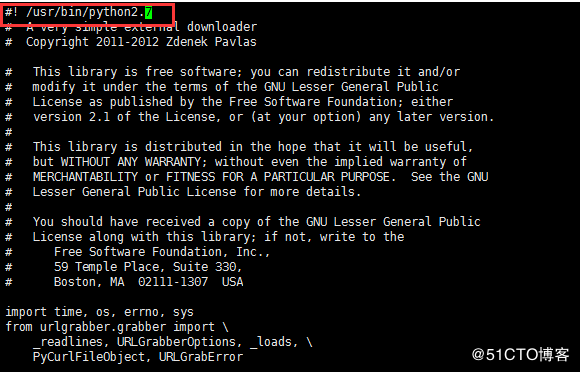 #! /usr/bin/python2.7
#  A very simple external downloader
#  Copyright 2011-2012 Zdenek Pavlas

#   This library is free software; you can redistribute it and/or
#   modify it under the terms of the GNU Lesser General Public
#   License as published by the Free Software Foundation; either
#   version 2.1 of the License, or (at your option) any later version.
#
#   This library is distributed in the hope that it will be useful,
#   but WITHOUT ANY WARRANTY; without even the implied warranty of
#   MERCHANTABILITY or FITNESS FOR A PARTICULAR PURPOSE.  See the GNU
#   Lesser General Public License for more details.
#
#   You should have received a copy of the GNU Lesser General Public
#   License along with this library; if not, write to the
#      Free Software Foundation, Inc.,
#      59 Temple Place, Suite 330,
#      Boston, MA  02111-1307  USA

import time, os, errno, sys
from urlgrabber.grabber import \
    _readlines, URLGrabberOptions, _loads, \
    PyCurlFileObject, URLGrabError
@51CTO博客